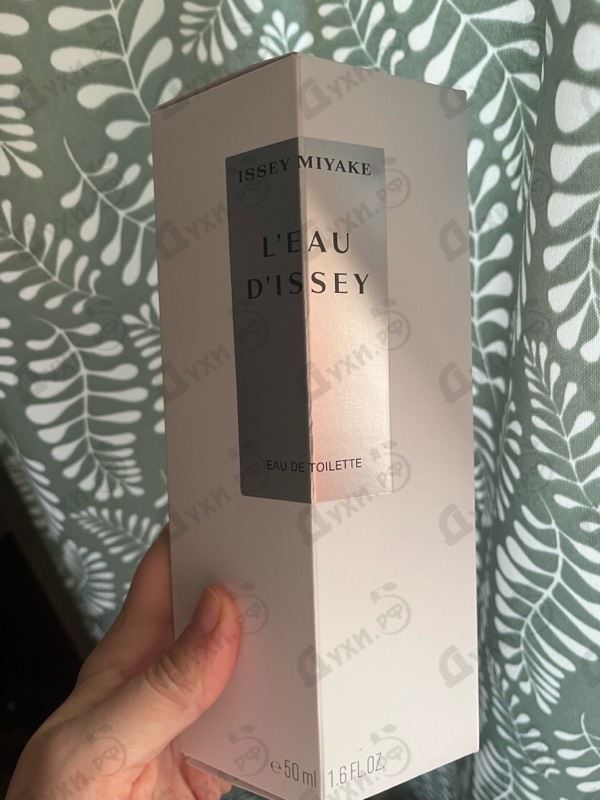 ISSEY MIYAKE
L'EAU
D'ISSEY
EAU DE TOILETTE
e 50 ml 1.6 FL.OZ.
Духи.РФ